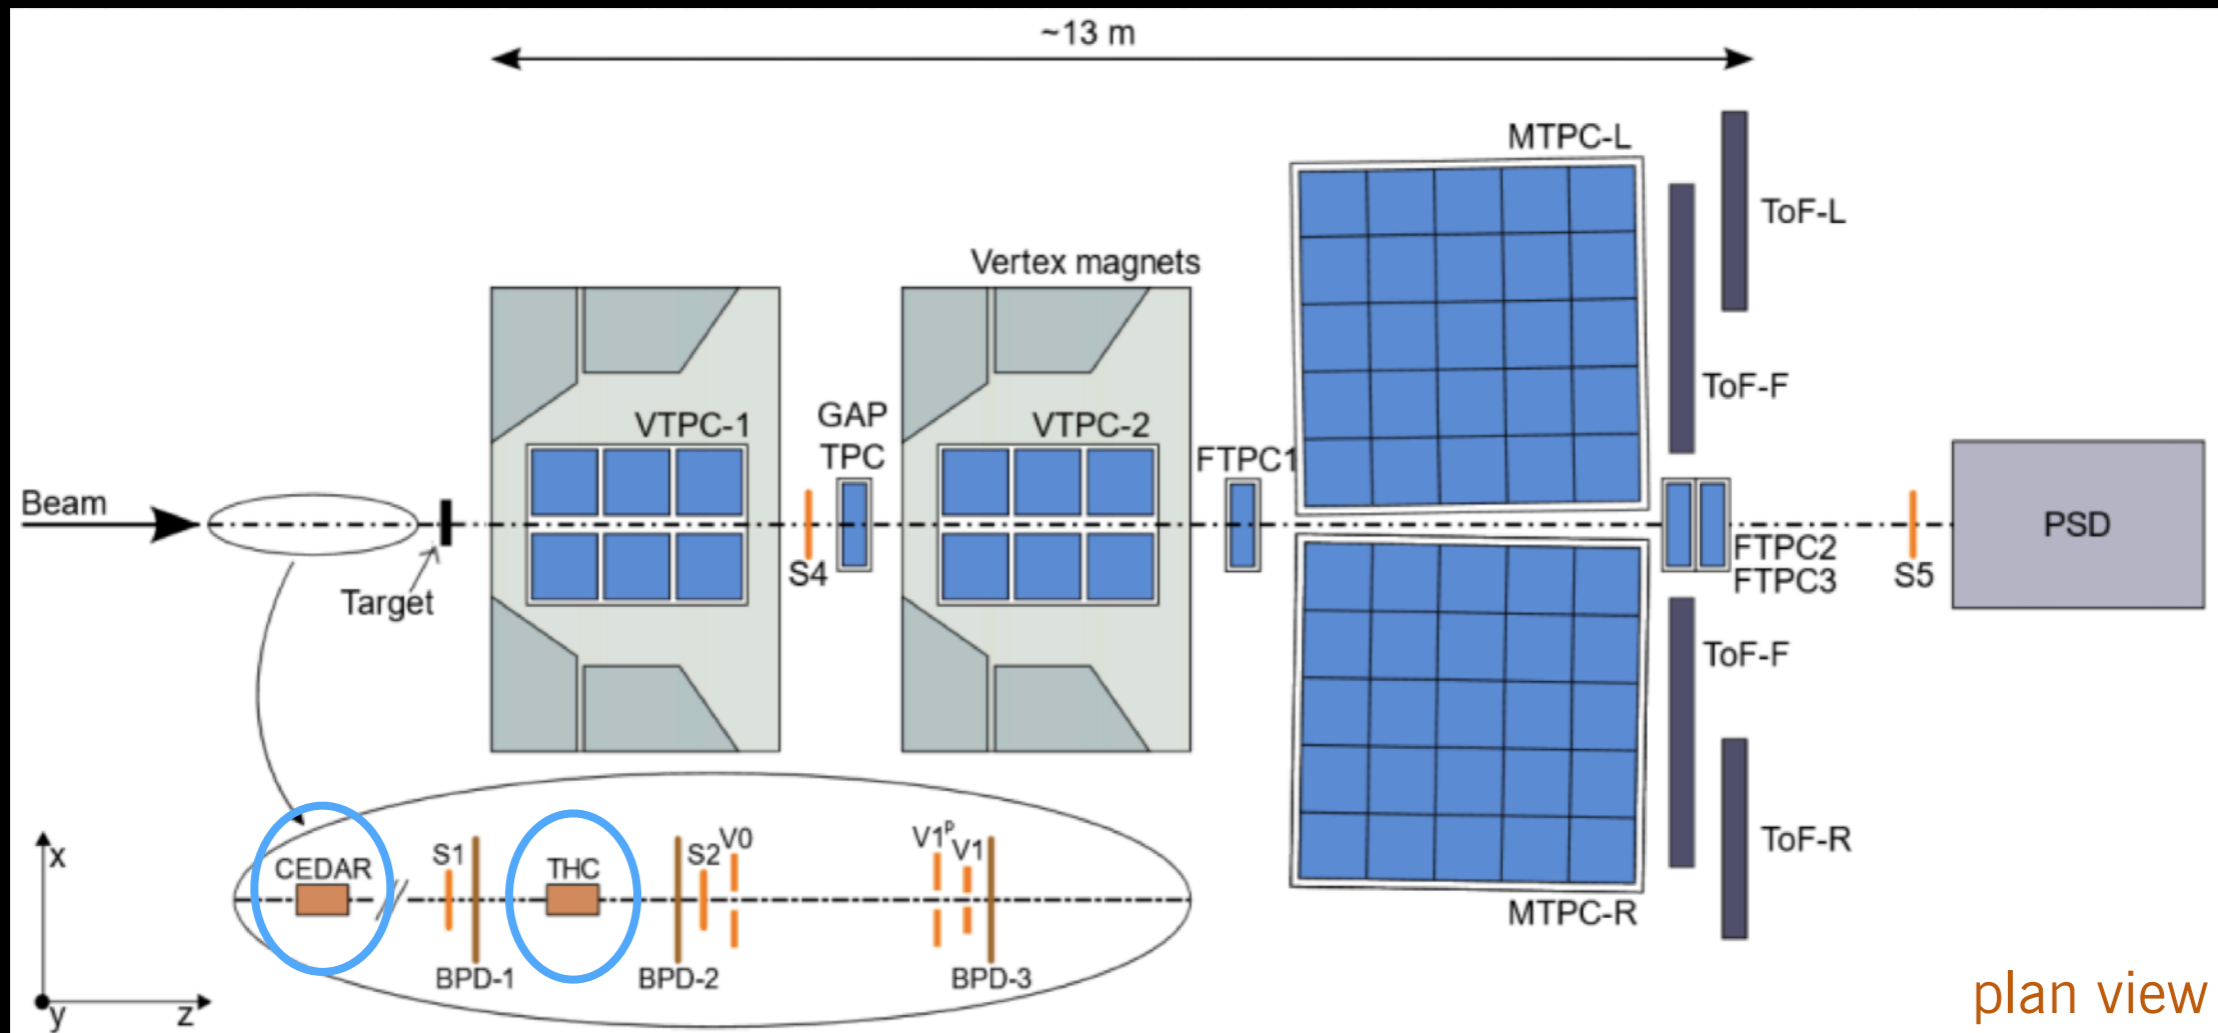 ~13 m
MTPC-L
ToF-L
Vertex magnets
ToF-F
VTPC-1
GAP
TPC
VTPC-2
FTPC1
Beam
PSD
S4
Target
FTPC2
FTPC3
S5
ToF-F
ToF-R
MTPC-R
x
CEDAR
S1
THC
S2
V0
V1p
V1
BPD-1
BPD-2
BPD-3
y
z
plan view